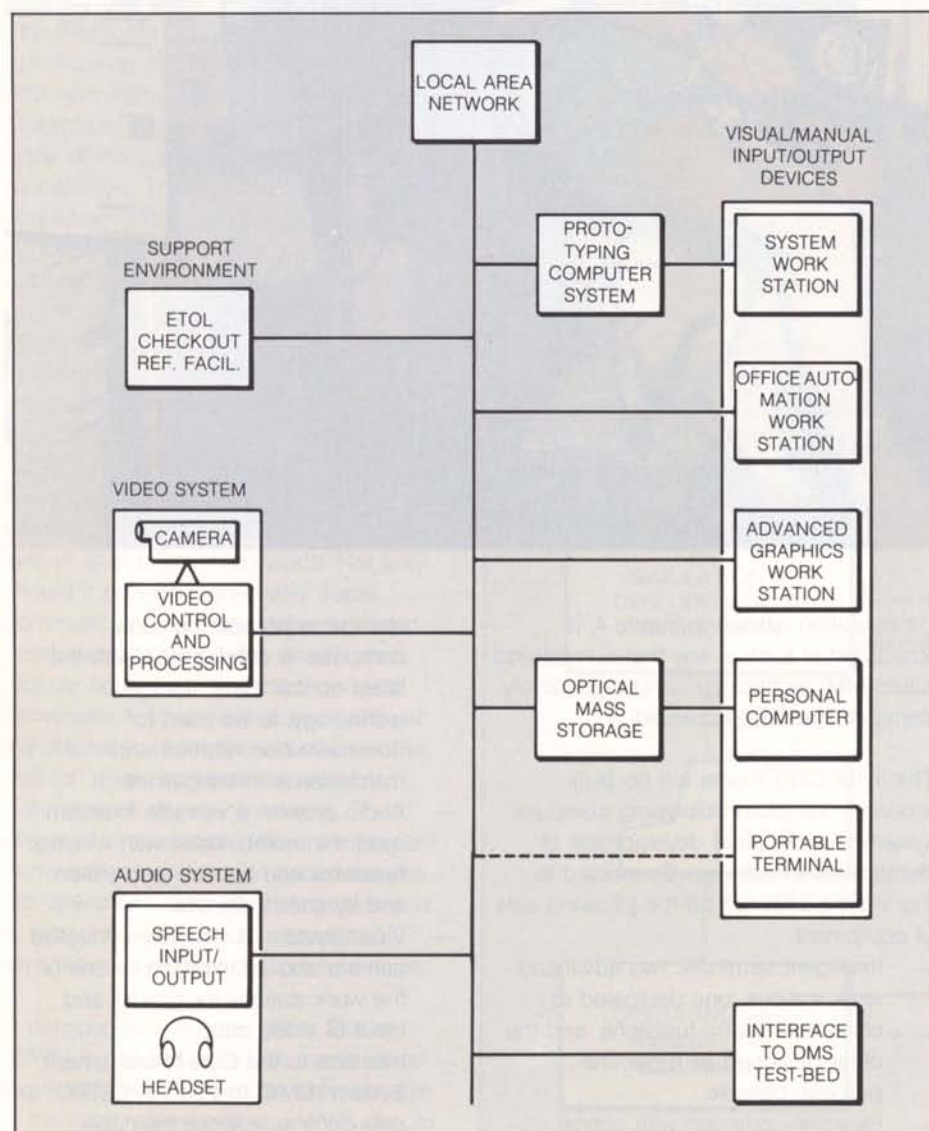 LOCAL AREA
NETWORK
VISUAL/MANUAL
INPUT/OUTPUT
DEVICES
PROTO-
TYPING
COMPUTER
SYSTEM
SYSTEM
WORK
STATION
SUPPORT
ENVIRONMENT
ETOL
CHECKOUT
REF. FACIL.
OFFICE AUTO-
MATION
WORK
STATION
VIDEO SYSTEM
CAMERA
VIDEO
CONTROL
AND
PROCESSING
ADVANCED
GRAPHICS
WORK
STATION
OPTICAL
MASS
STORAGE
PERSONAL
COMPUTER
PORTABLE
TERMINAL
AUDIO SYSTEM
SPEECH
INPUT/
OUTPUT
HEADSET
INTERFACE
TO DMS
TEST-BED